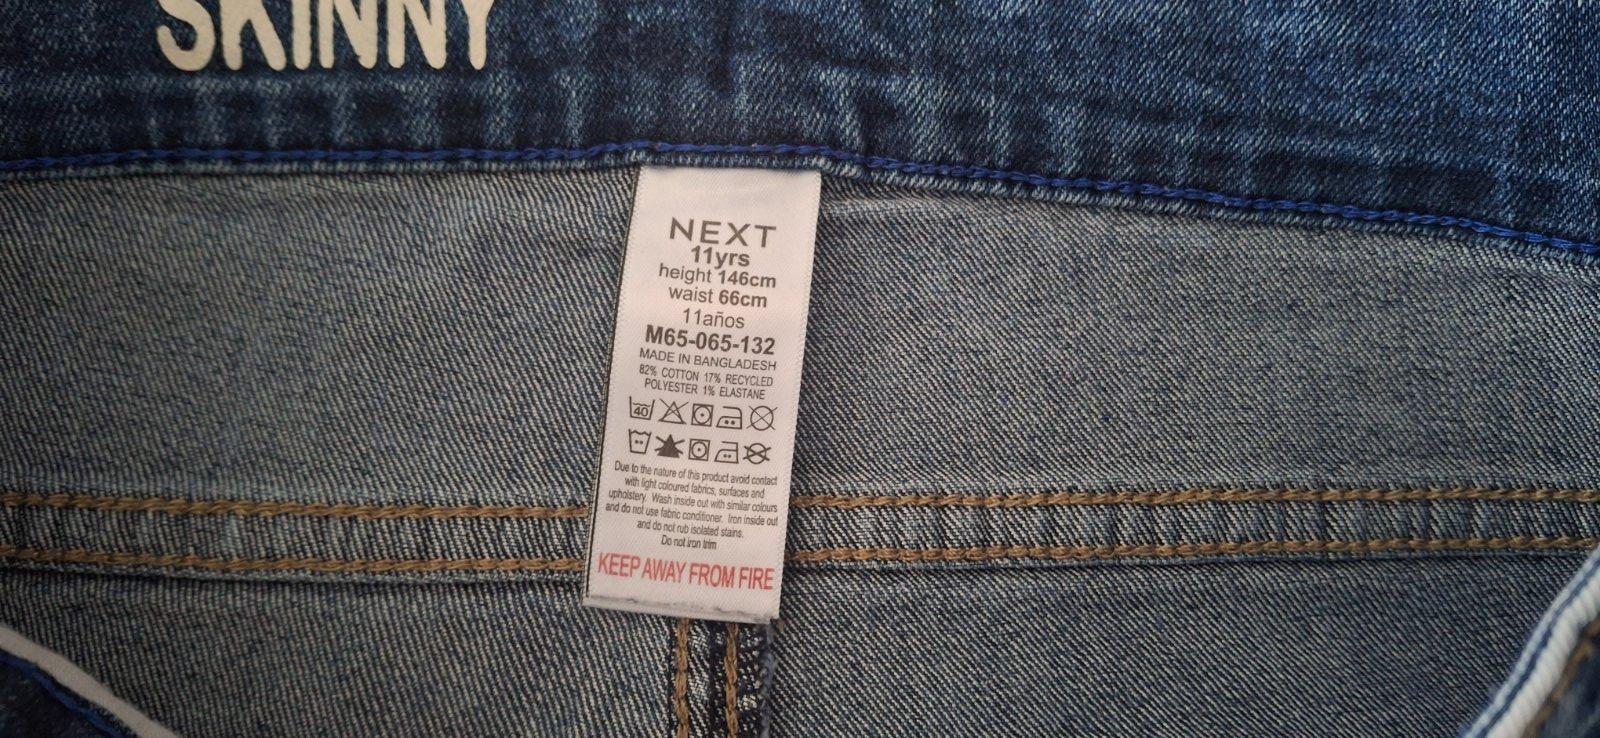 SKINNY
NEXT
11yrs
height 146cm
waist 66cm
11años
M65-065-132
MADE IN BANGLADESH
82% COTTON 17% RECYCLED
POLYESTER 1% ELASTANE
40
Due to the nature of this product avoid contact
with light coloured fabrics, surfaces and
upholstery. Wash inside out with similar colours
and do not use fabric conditioner. Iron inside out
and do not rub isolated stains.
Do not iron trim
KEEP AWAY FROM FIRE